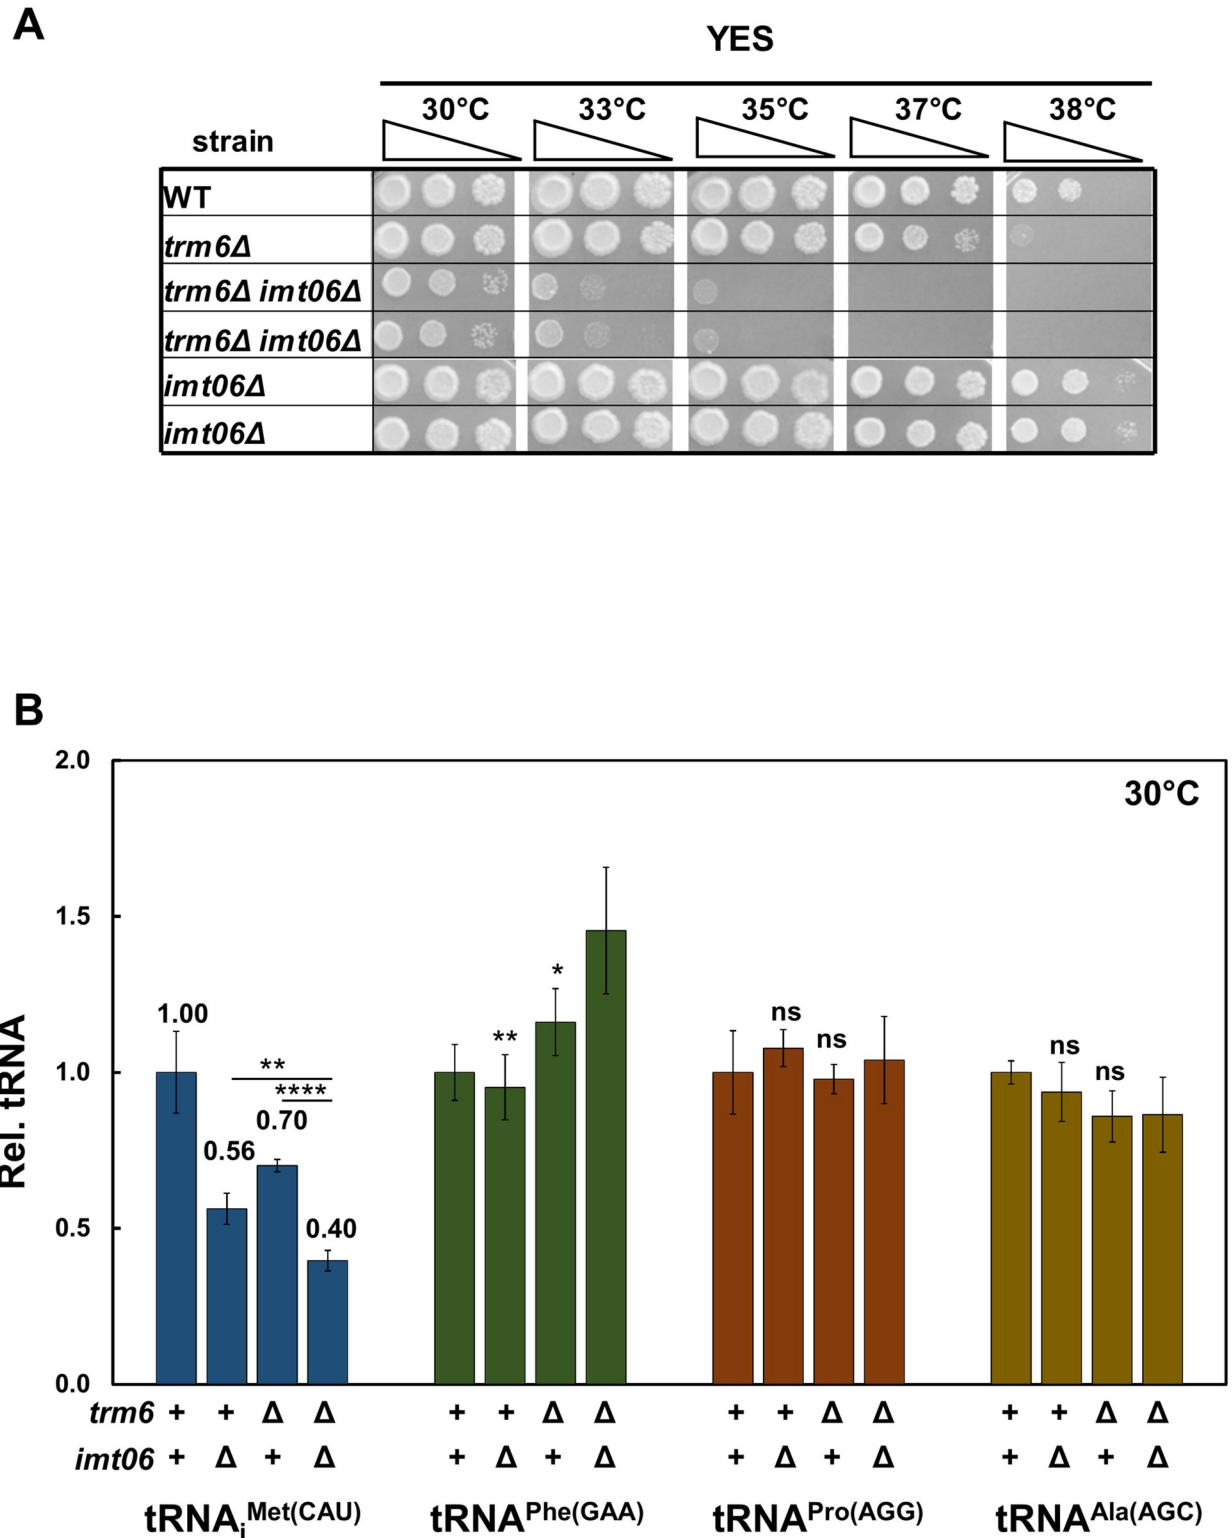 A
YES
30°C 33°C 35°C 37°C 38°C
strain
WT
trm6Δ
trm6Δ imt06Δ
trm6Δ imt06Δ
imt06Δ
imt06Δ
B
2.0
30°C
1.5
*
1.00
ns
**
ns
ns
ns
1.0
**
****
0.70
0.56
0.40
0.5
Rel. tRNA
0.0
trm6 + + Δ Δ + + Δ Δ + + Δ Δ + + Δ Δ
imt06 + Δ + Δ + Δ + Δ + Δ + Δ + Δ + Δ
tRNAiMet(CAU) tRNAPhe(GAA) tRNAPro(AGG) tRNAAla(AGC)